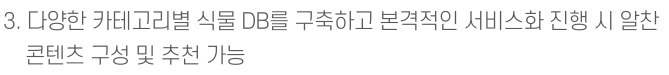 3. 다양한 카테고리별 식물 DB를 구축하고 본격적인 서비스화 진행 시 알찬
콘텐츠 구성 및 추천 가능